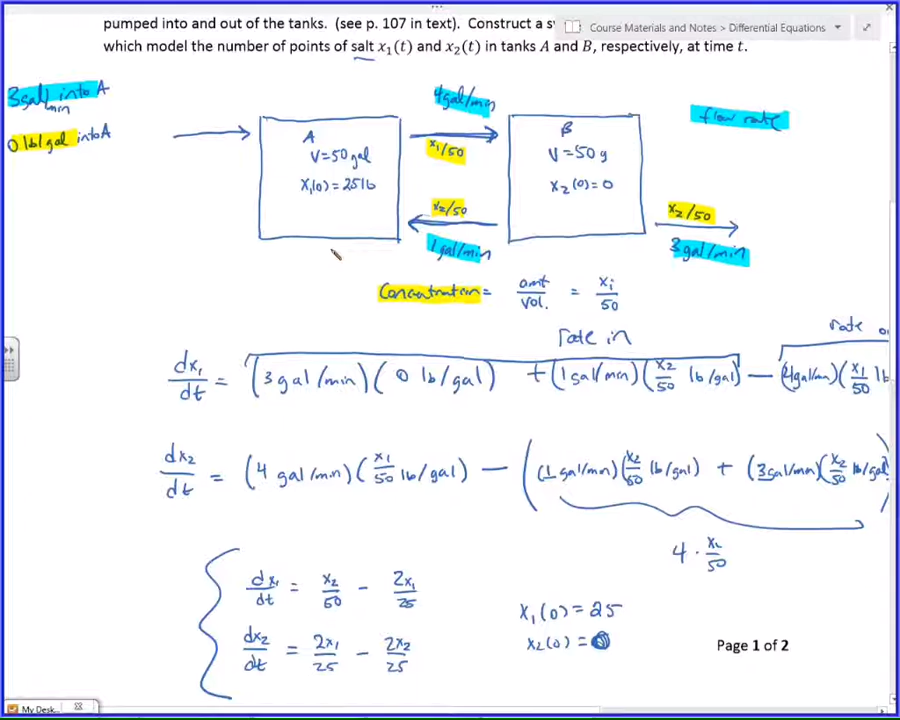 pumped into and out of the tanks. (see p. 107 in text). Construct a sy
Course Materials and Notes > Differential Equations
which model the number of points of salt x₁(t) and x₂(t) in tanks A and B, respectively, at time t.
3gal/min into A
0 lb/gal into A
4gal/min
x₁/50
flow rate
A
V=50gal
x₁(0)=25lb
B
V=50g
x₂(0)=0
x₂/50
1gal/min
x₂/50
3gal/min
Concentration = amt/vol. = xᵢ/50
rate in
rate o
dx₁/dt = (3gal/min)(0 lb/gal) + (1gal/min)(x₂/50 lb/gal) − (4gal/min)(x₁/50 lb
dx₂/dt = (4 gal/min)(x₁/50 lb/gal) − ((1gal/min)(x₂/50 lb/gal) + (3gal/min)(x₂/50 lb/gal)
4 · x₂/50
dx₁/dt = x₂/50 − 2x₁/25
dx₂/dt = 2x₁/25 − 2x₂/25
x₁(0) = 25
x₂(0) = 0
Page 1 of 2
My Desk..